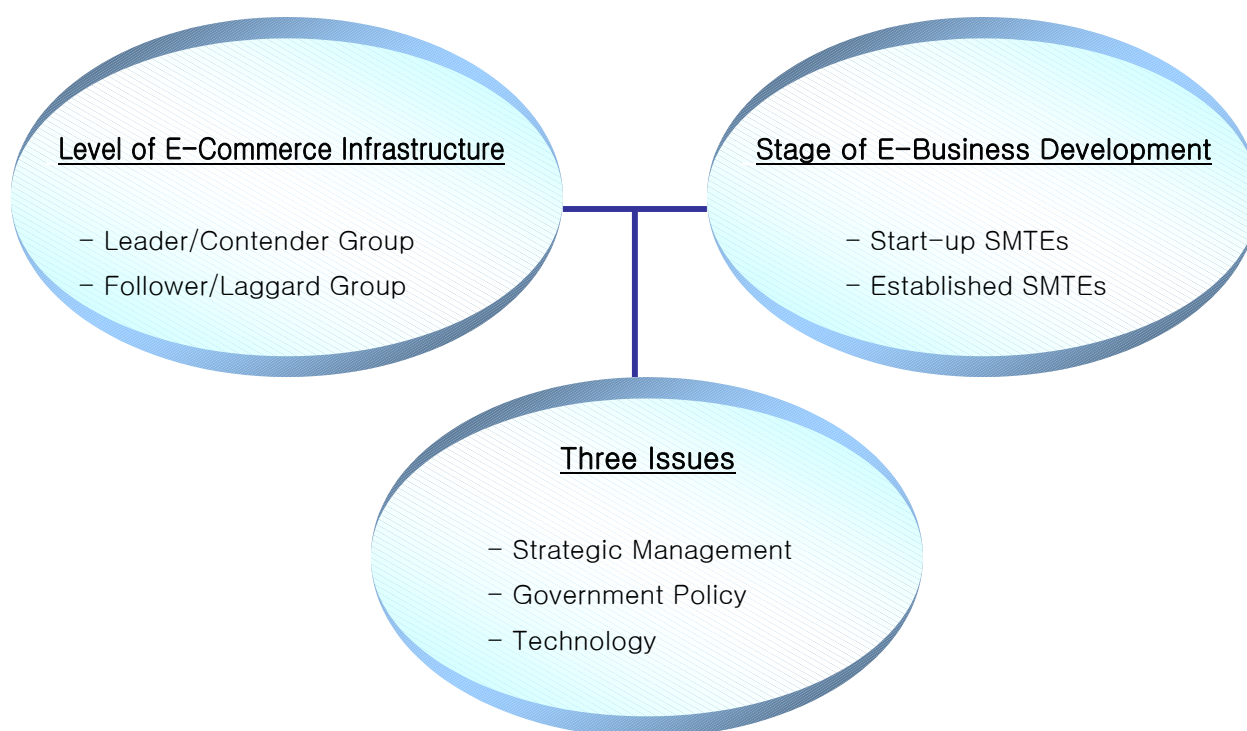 Level of E-Commerce Infrastructure
- Leader/Contender Group
- Follower/Laggard Group
Stage of E-Business Development
- Start-up SMTEs
- Established SMTEs
Three Issues
- Strategic Management
- Government Policy
- Technology